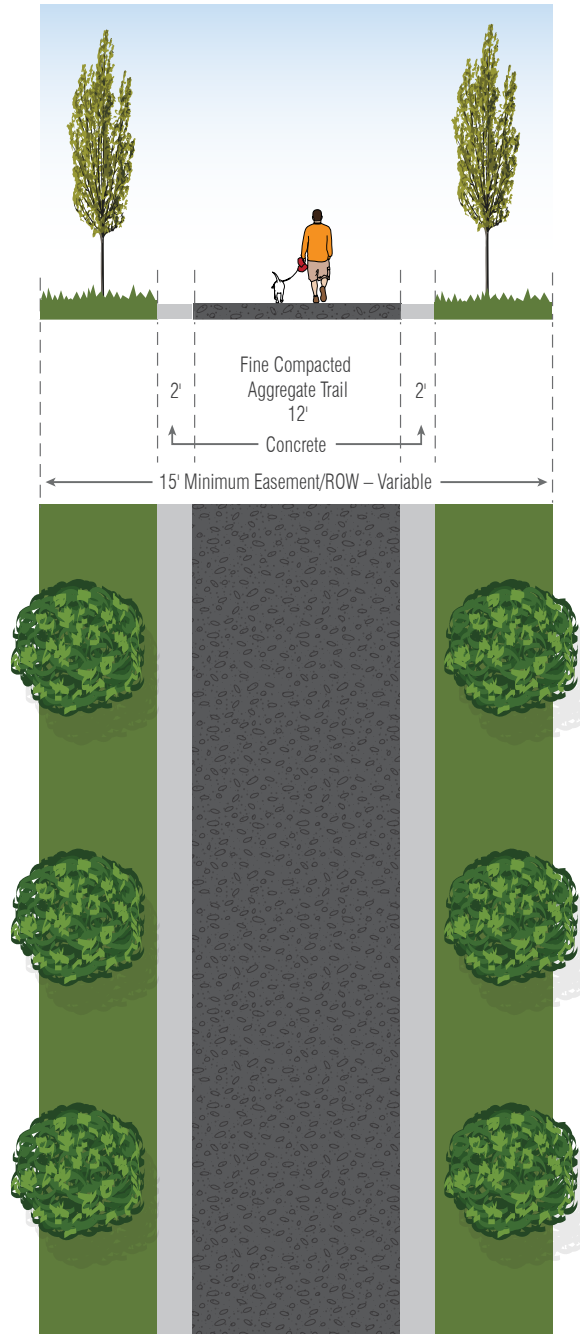 Fine Compacted
Aggregate Trail
2'
12'
2'
Concrete
15' Minimum Easement/ROW – Variable